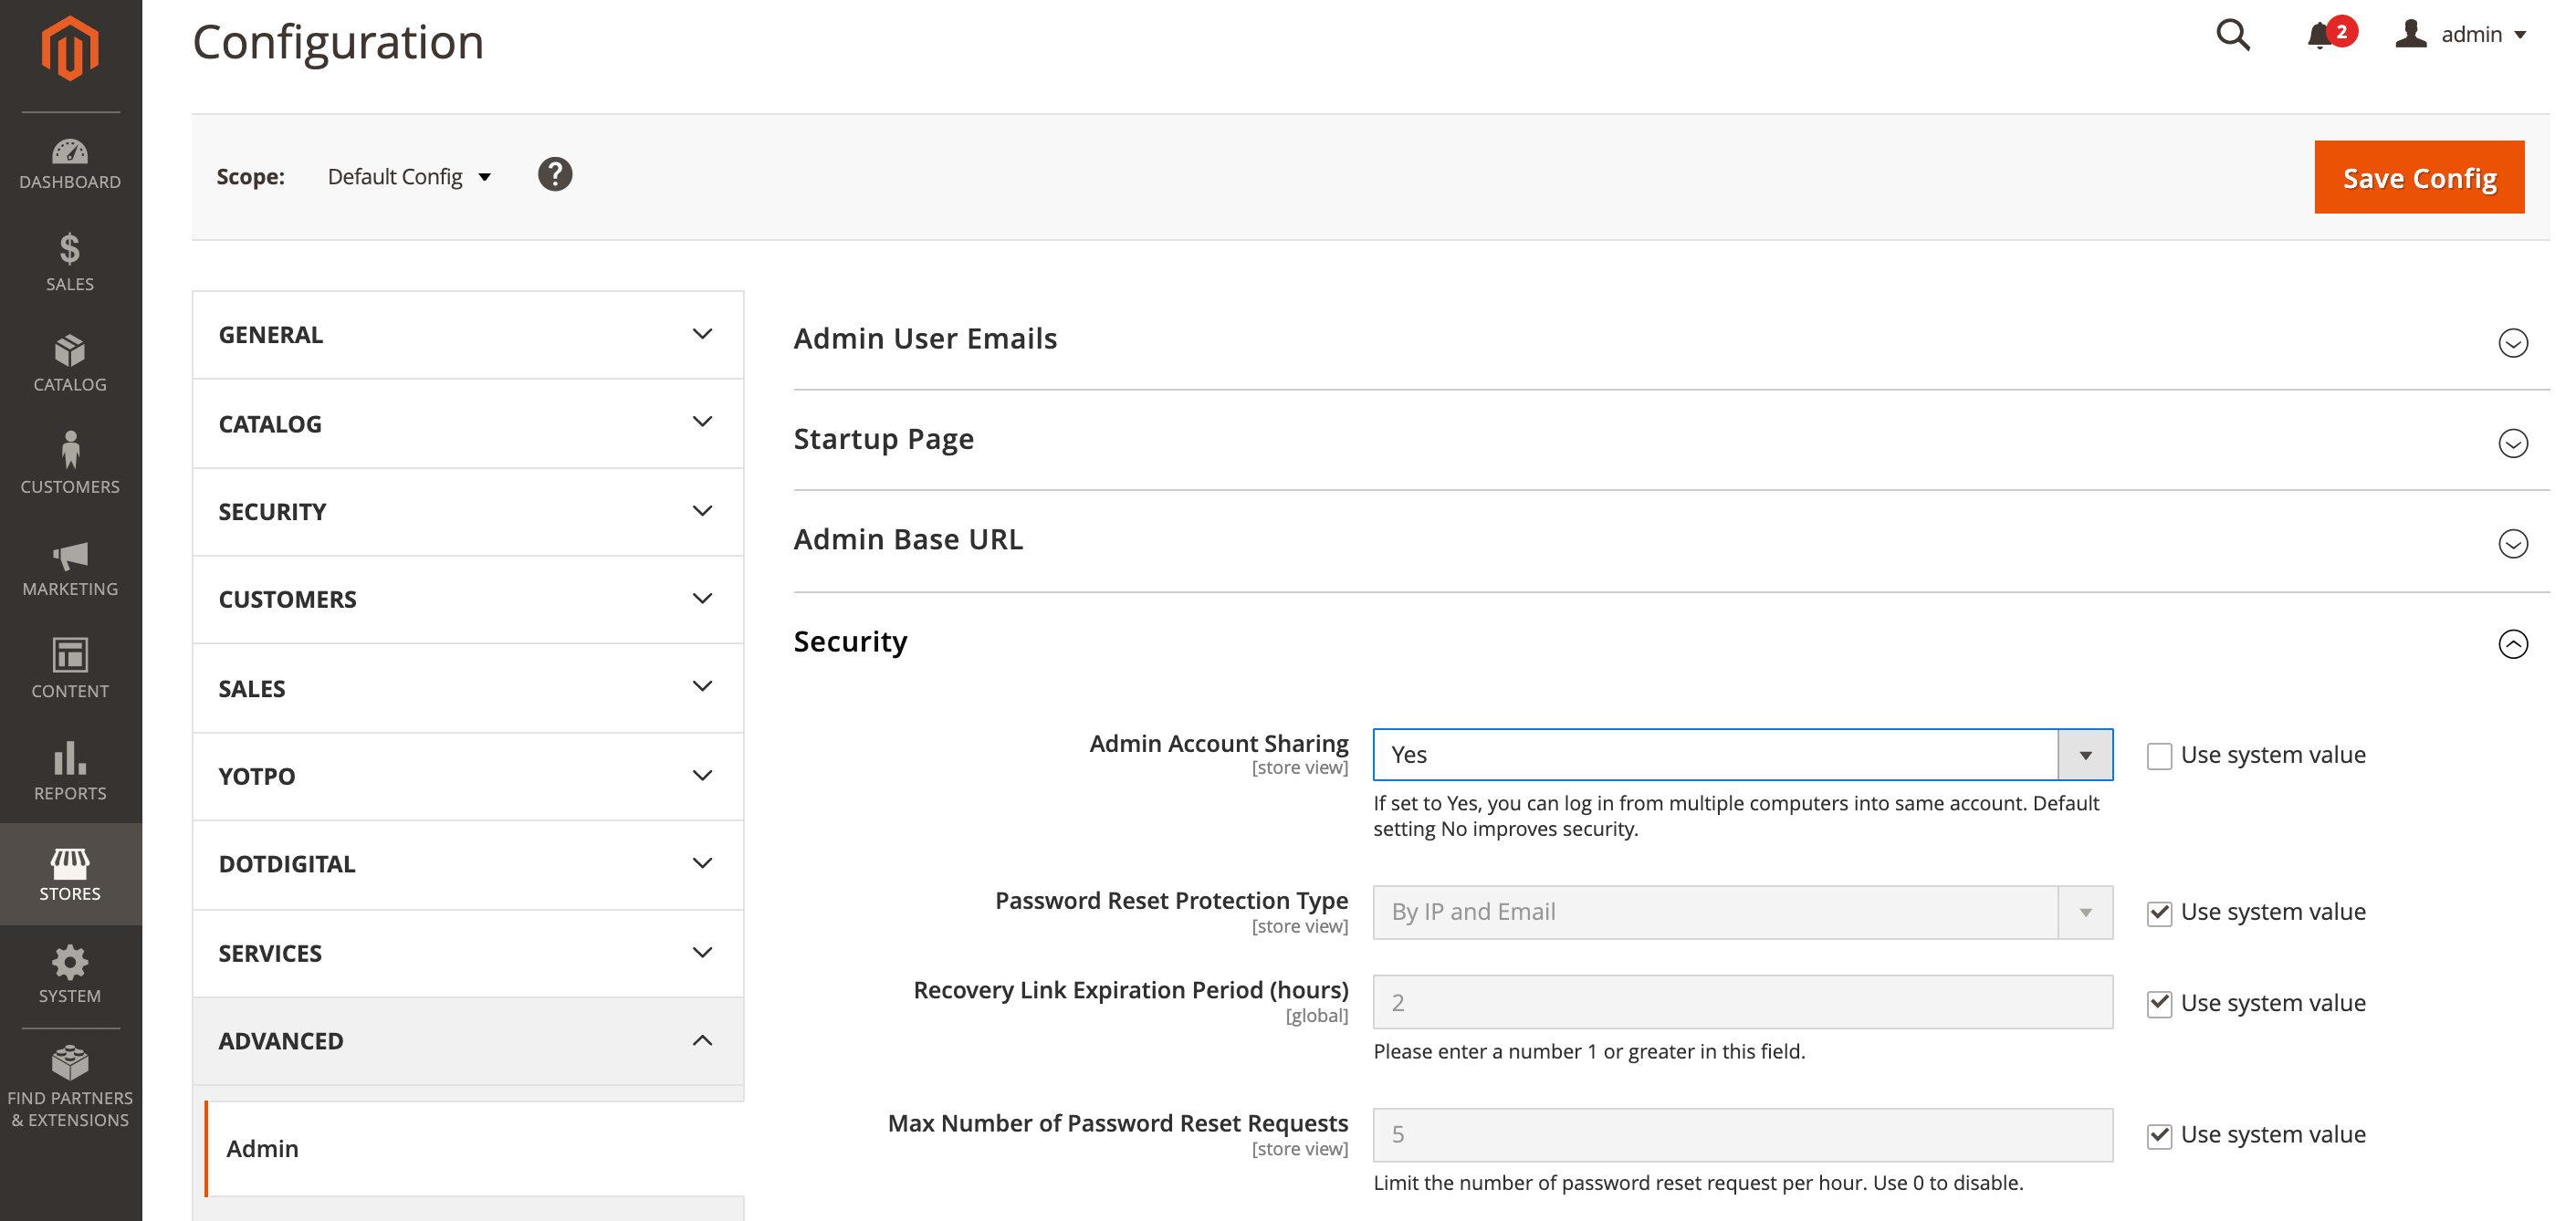 Configuration
2
admin
Scope:
Default Config
?
Save Config
DASHBOARD
$
SALES
CATALOG
CUSTOMERS
MARKETING
CONTENT
REPORTS
STORES
SYSTEM
FIND PARTNERS
& EXTENSIONS
GENERAL
CATALOG
SECURITY
CUSTOMERS
SALES
YOTPO
DOTDIGITAL
SERVICES
ADVANCED
Admin
Admin User Emails
Startup Page
Admin Base URL
Security
Admin Account Sharing
[store view]
Yes
Use system value
If set to Yes, you can log in from multiple computers into same account. Default
setting No improves security.
Password Reset Protection Type
[store view]
By IP and Email
Use system value
Recovery Link Expiration Period (hours)
[global]
2
Use system value
Please enter a number 1 or greater in this field.
Max Number of Password Reset Requests
[store view]
5
Use system value
Limit the number of password reset request per hour. Use 0 to disable.